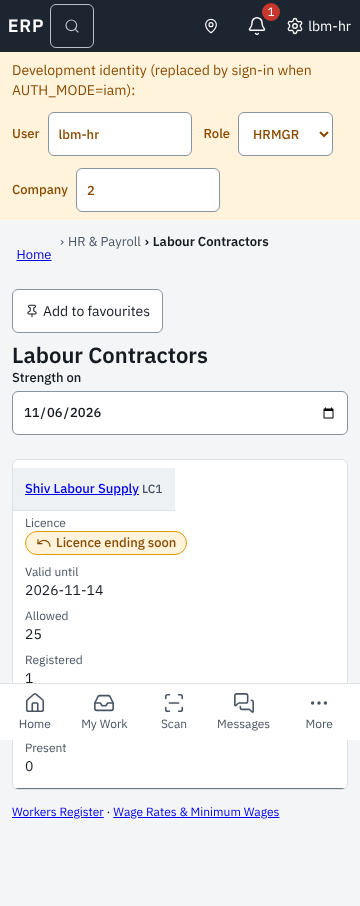 ERP
1
lbm-hr
Development identity (replaced by sign-in when
AUTH_MODE=iam):
User
lbm-hr
Role
HRMGR
Company
2
› HR & Payroll › Labour Contractors
Home
Add to favourites
Labour Contractors
Strength on
11/06/2026
Shiv Labour Supply LC1
Licence
Licence ending soon
Valid until
2026-11-14
Allowed
25
Registered
1
Home
My Work
Scan
Messages
More
Present
0
Workers Register · Wage Rates & Minimum Wages